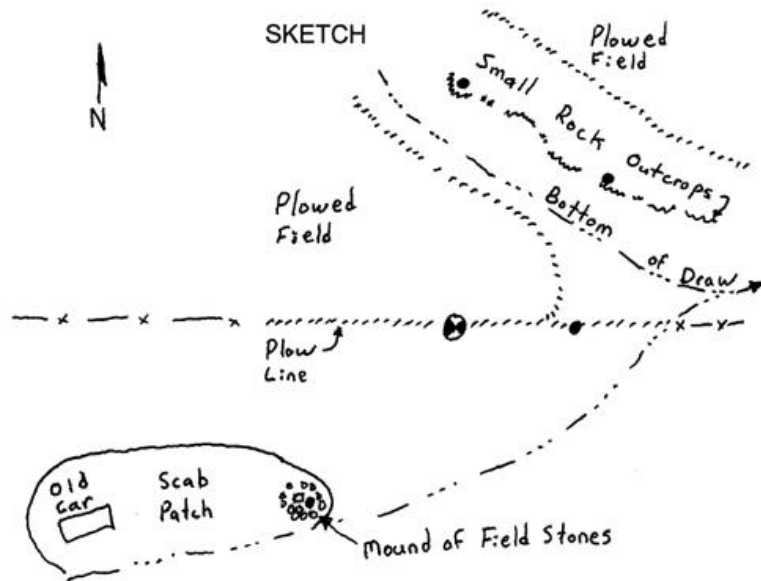 SKETCH
N
Plowed
Field
Small Rock Outcrops
Plowed
Field
Bottom of Draw
Plow
Line
Old
Car
Scab
Patch
Mound of Field Stones